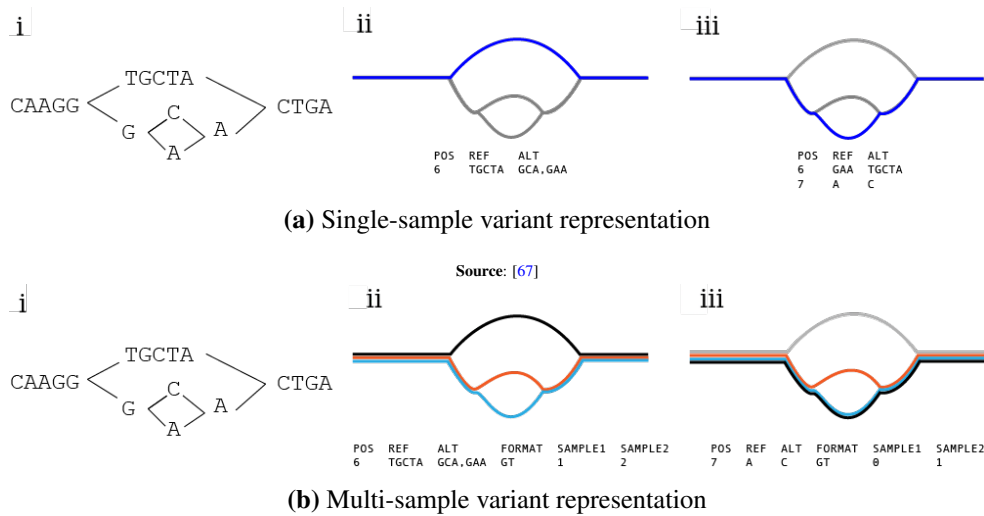 i
ii
iii
TGCTA
CAAGG
C
CTGA
G
A
A
POS REF ALT
6 TGCTA GCA,GAA
POS REF ALT
6 GAA TGCTA
7 A C
(a) Single-sample variant representation
Source: [67]
i
ii
iii
TGCTA
CAAGG
C
CTGA
G
A
A
POS REF ALT FORMAT SAMPLE1 SAMPLE2
6 TGCTA GCA,GAA GT 1 2
POS REF ALT FORMAT SAMPLE1 SAMPLE2
7 A C GT 0 1
(b) Multi-sample variant representation